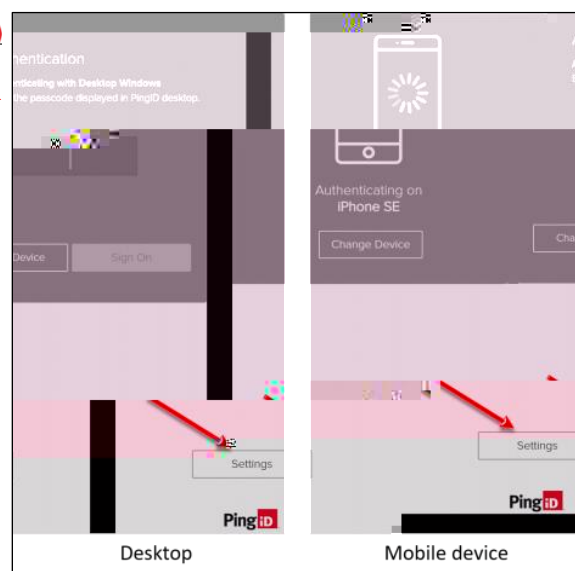 nentication
enticating with Desktop Windows
the passcode displayed in PingID desktop.
Device
Sign On
Settings
PingID
Desktop
Authenticating on
iPhone SE
Change Device
Cha
Settings
PingID
Mobile device